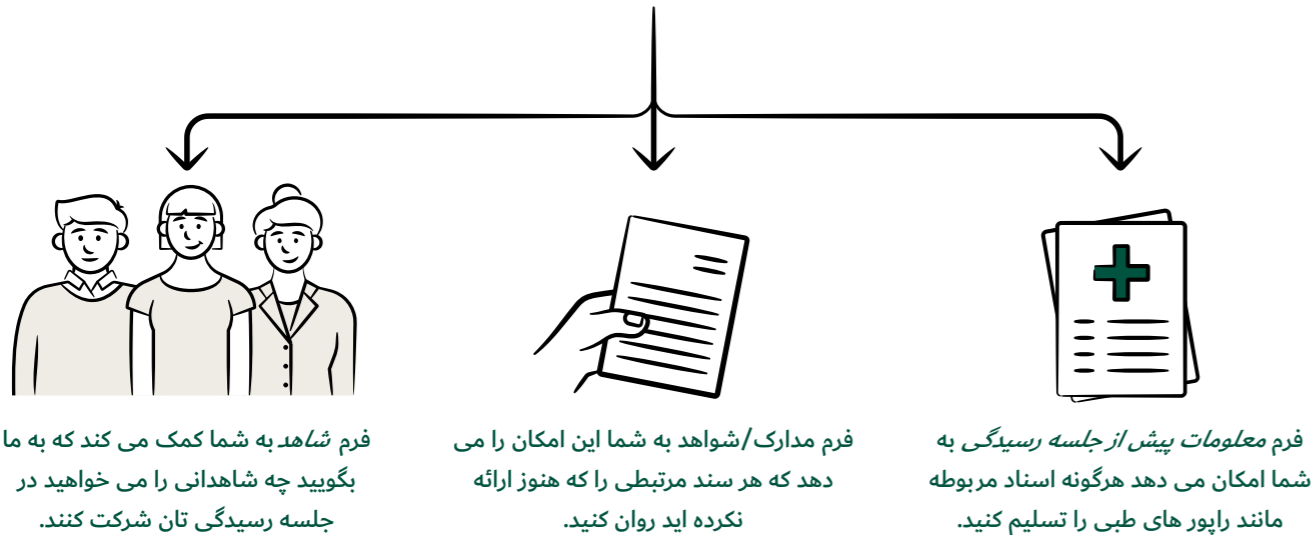 فرم معلومات پیش از جلسه رسیدگی به
شما امکان می دهد هرگونه اسناد مربوطه
مانند راپور های طبی را تسلیم کنید.
فرم مدارک/شواهد به شما این امکان را می
دهد که هر سند مرتبطی را که هنوز ارائه
نکرده اید روان کنید.
فرم شاهد به شما کمک می کند که به ما
بگویید چه شاهدانی را می خواهید در
جلسه رسیدگی تان شرکت کنند.